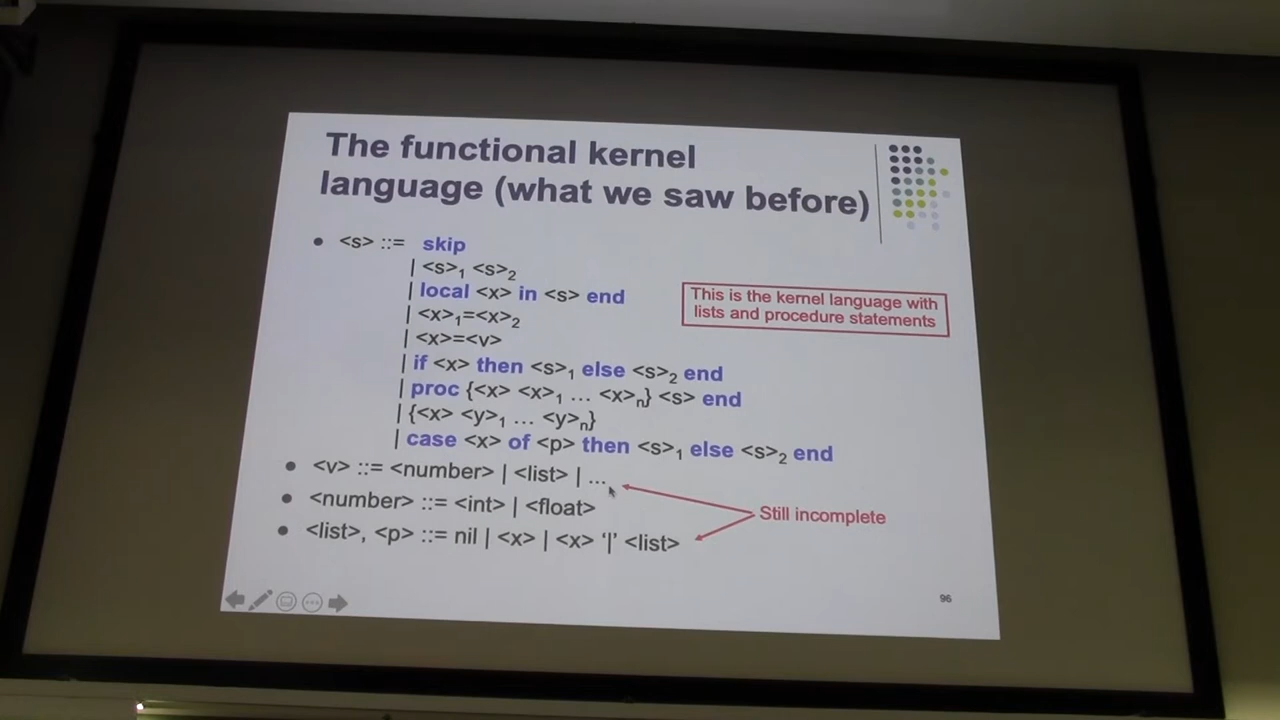 The functional kernel
language (what we saw before)
• <s> ::= skip
| <s>1 <s>2
| local <x> in <s> end
| <x>1=<x>2
| <x>=<v>
| if <x> then <s>1 else <s>2 end
| proc {<x> <x>1 ... <x>n} <s> end
| {<x> <y>1 ... <y>n}
| case <x> of <p> then <s>1 else <s>2 end
This is the kernel language with
lists and procedure statements
• <v> ::= <number> | <list> | ...
• <number> ::= <int> | <float>
• <list>, <p> ::= nil | <x> | <x> '|' <list>
Still incomplete
96